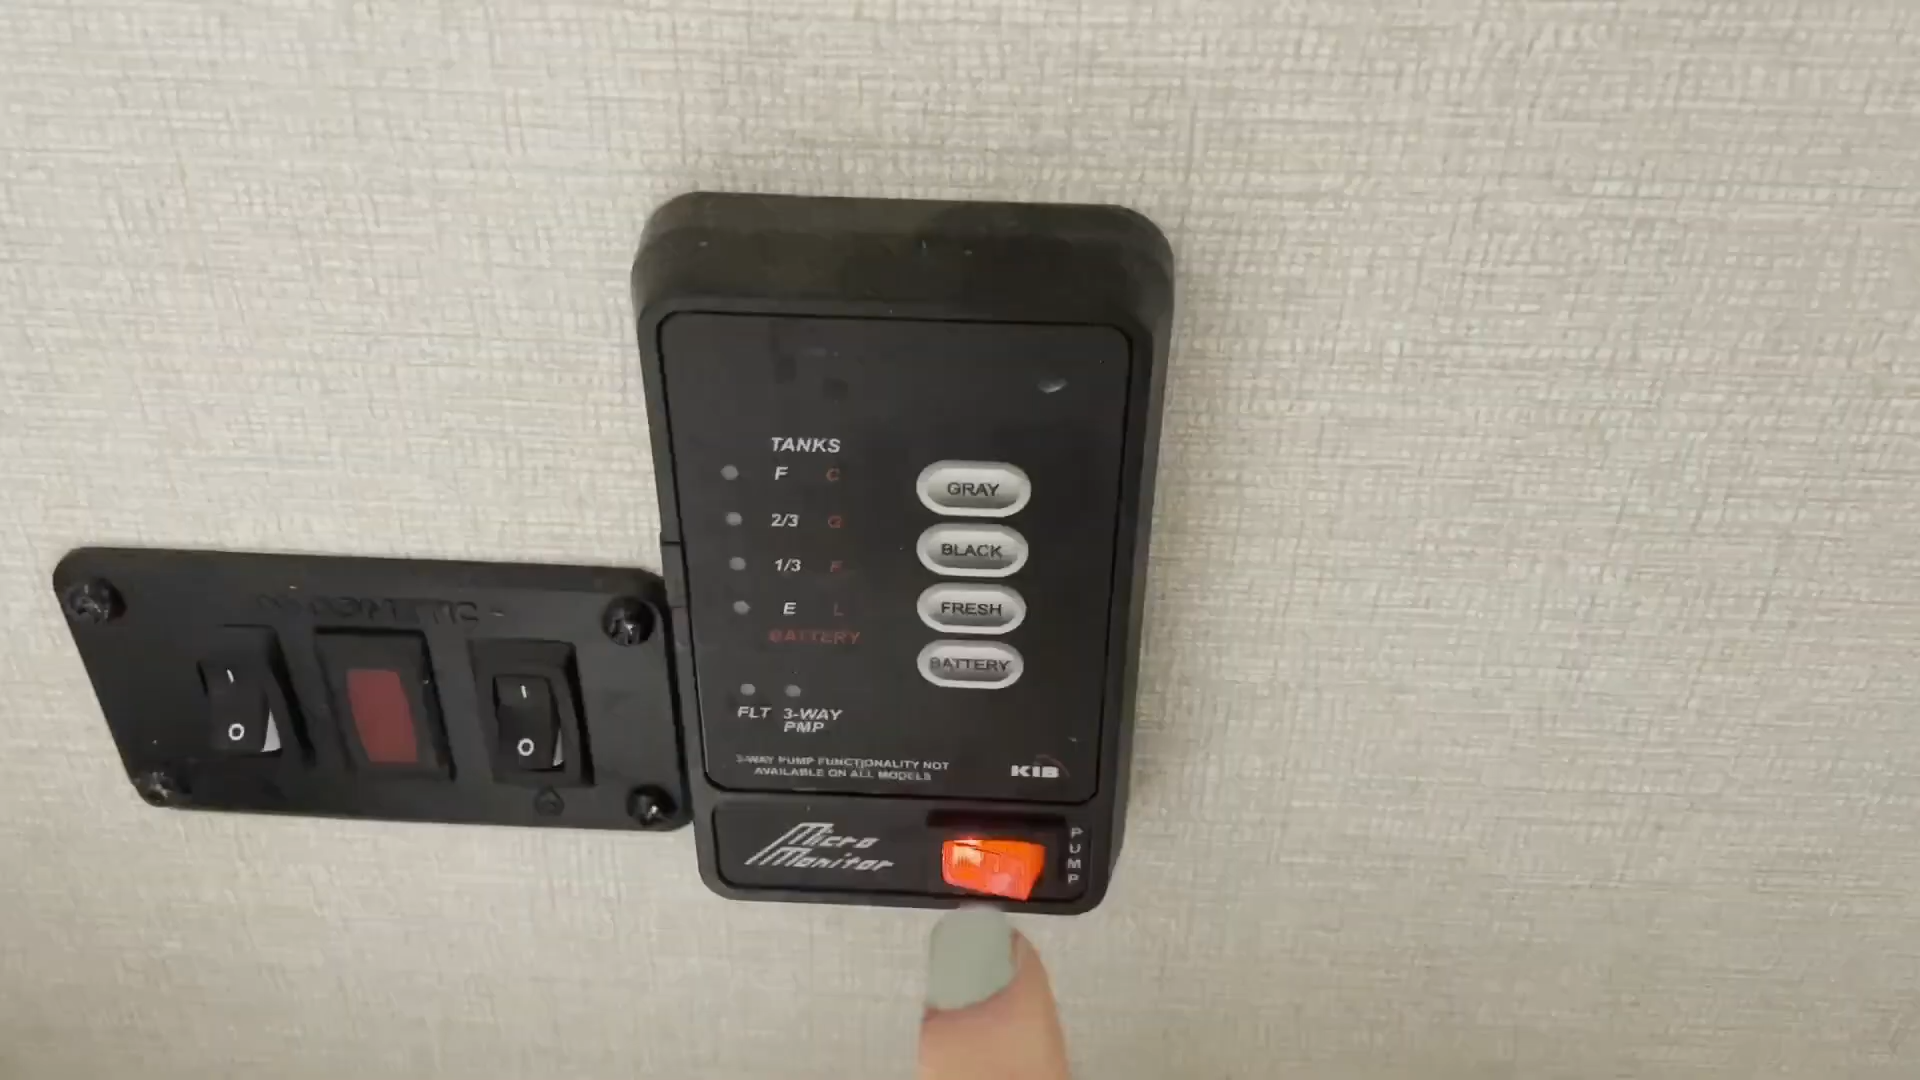 TANKS
F C
2/3 G
1/3 F
E L
BATTERY
FLT 3-WAY
PMP
3-WAY PUMP FUNCTIONALITY NOT
AVAILABLE ON ALL MODELS
KIB
GRAY
BLACK
FRESH
BATTERY
Micro
Monitor
PUMP
DOMETIC
I
O
I
O